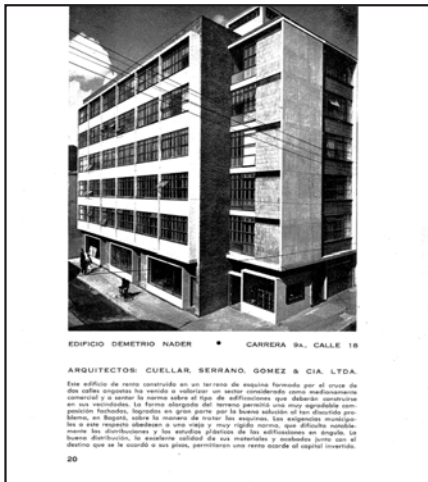 EDIFICIO DEMETRIO NADER • CARRERA 9A., CALLE 18
ARQUITECTOS: CUELLAR, SERRANO, GOMEZ & CIA. LTDA.
Este edificio de renta construido en un terreno de esquina formada por el cruce de
dos calles angostas ha venido a valorizar un sector considerado como medianamente
comercial y a sentar la norma sobre el tipo de edificaciones que deberán construirse
en sus vecindades. La forma alargada del terreno permitió una muy agradable com-
posición fachadas, logradas en gran parte por la buena solución al tan discutido pro-
blema, en Bogotá, sobre la manera de tratar las esquinas. Las exigencias municipa-
les a este respecto obedecen a una vieja y muy rígida norma, que dificulta notable-
mente las distribuciones y los estudios plásticos de las edificaciones en ángulo. La
buena distribución, la excelente calidad de sus materiales y acabados junto con el
destino que se le acordó a sus pisos, permitieron una renta acorde al capital invertido.
20